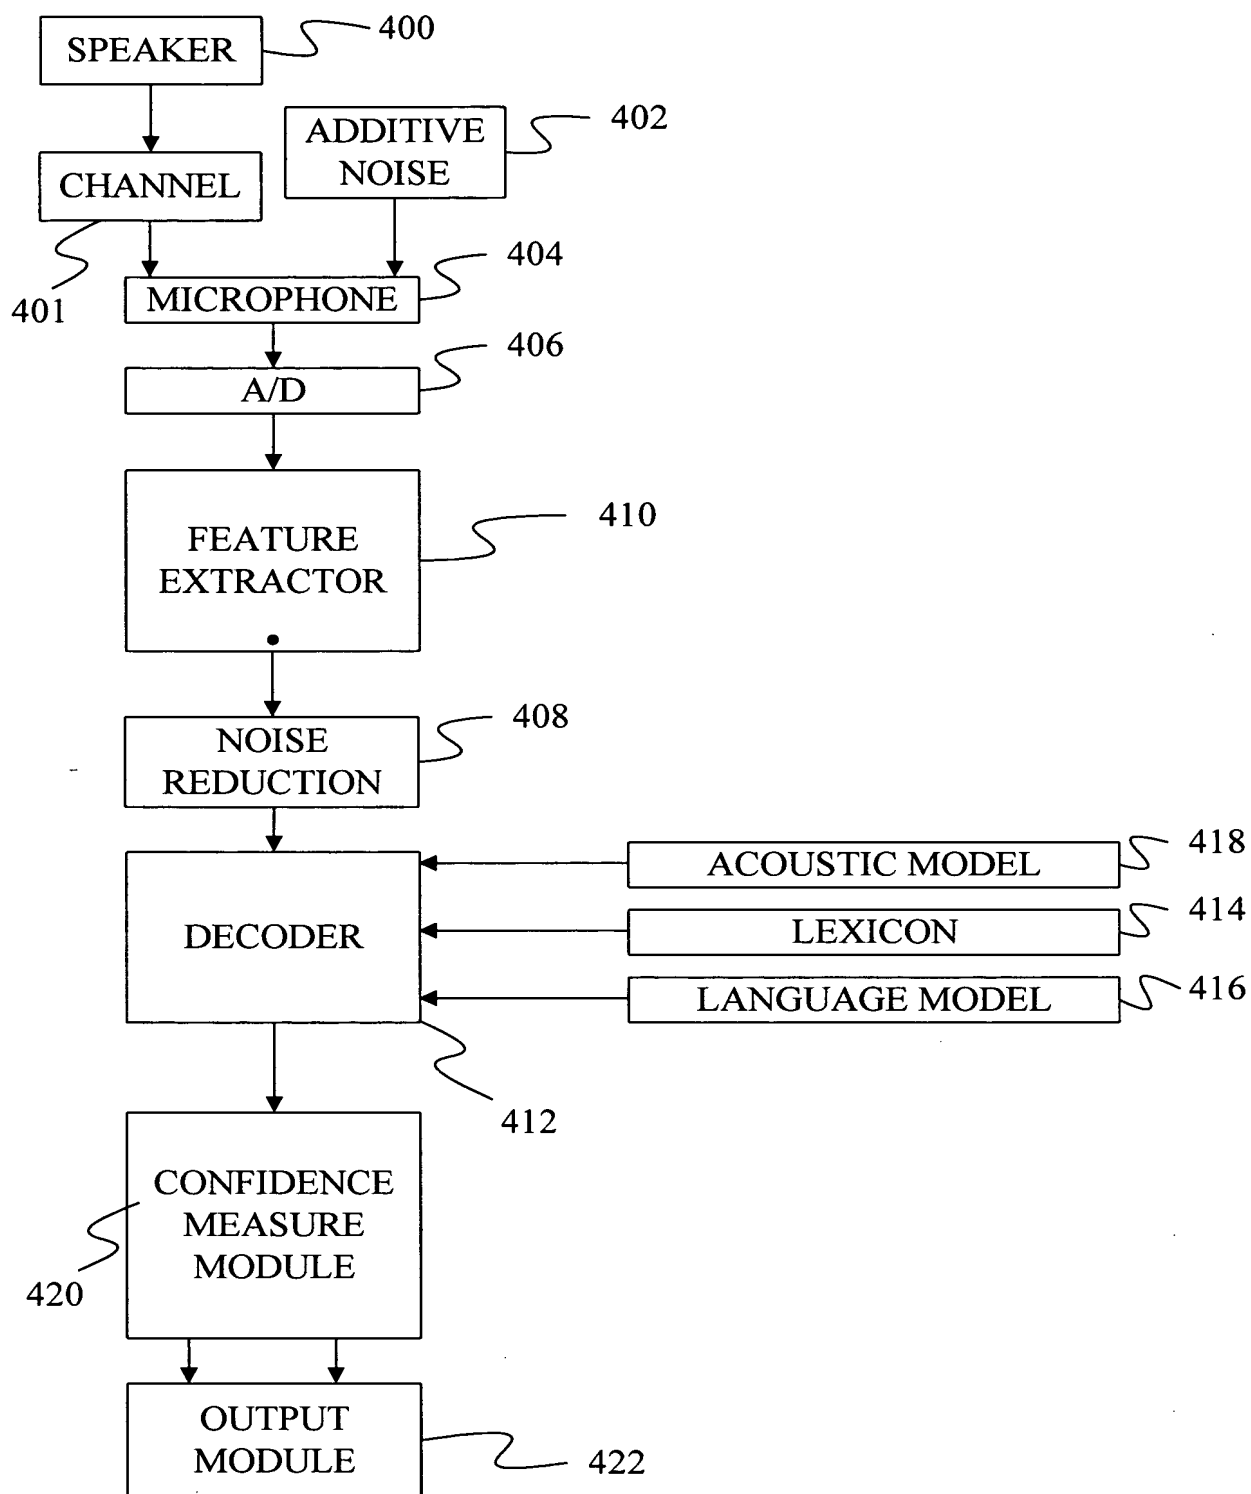 SPEAKER
400
CHANNEL
401
ADDITIVE
NOISE
402
MICROPHONE
404
A/D
406
FEATURE
EXTRACTOR
410
NOISE
REDUCTION
408
DECODER
412
ACOUSTIC MODEL
418
LEXICON
414
LANGUAGE MODEL
416
CONFIDENCE
MEASURE
MODULE
420
OUTPUT
MODULE
422